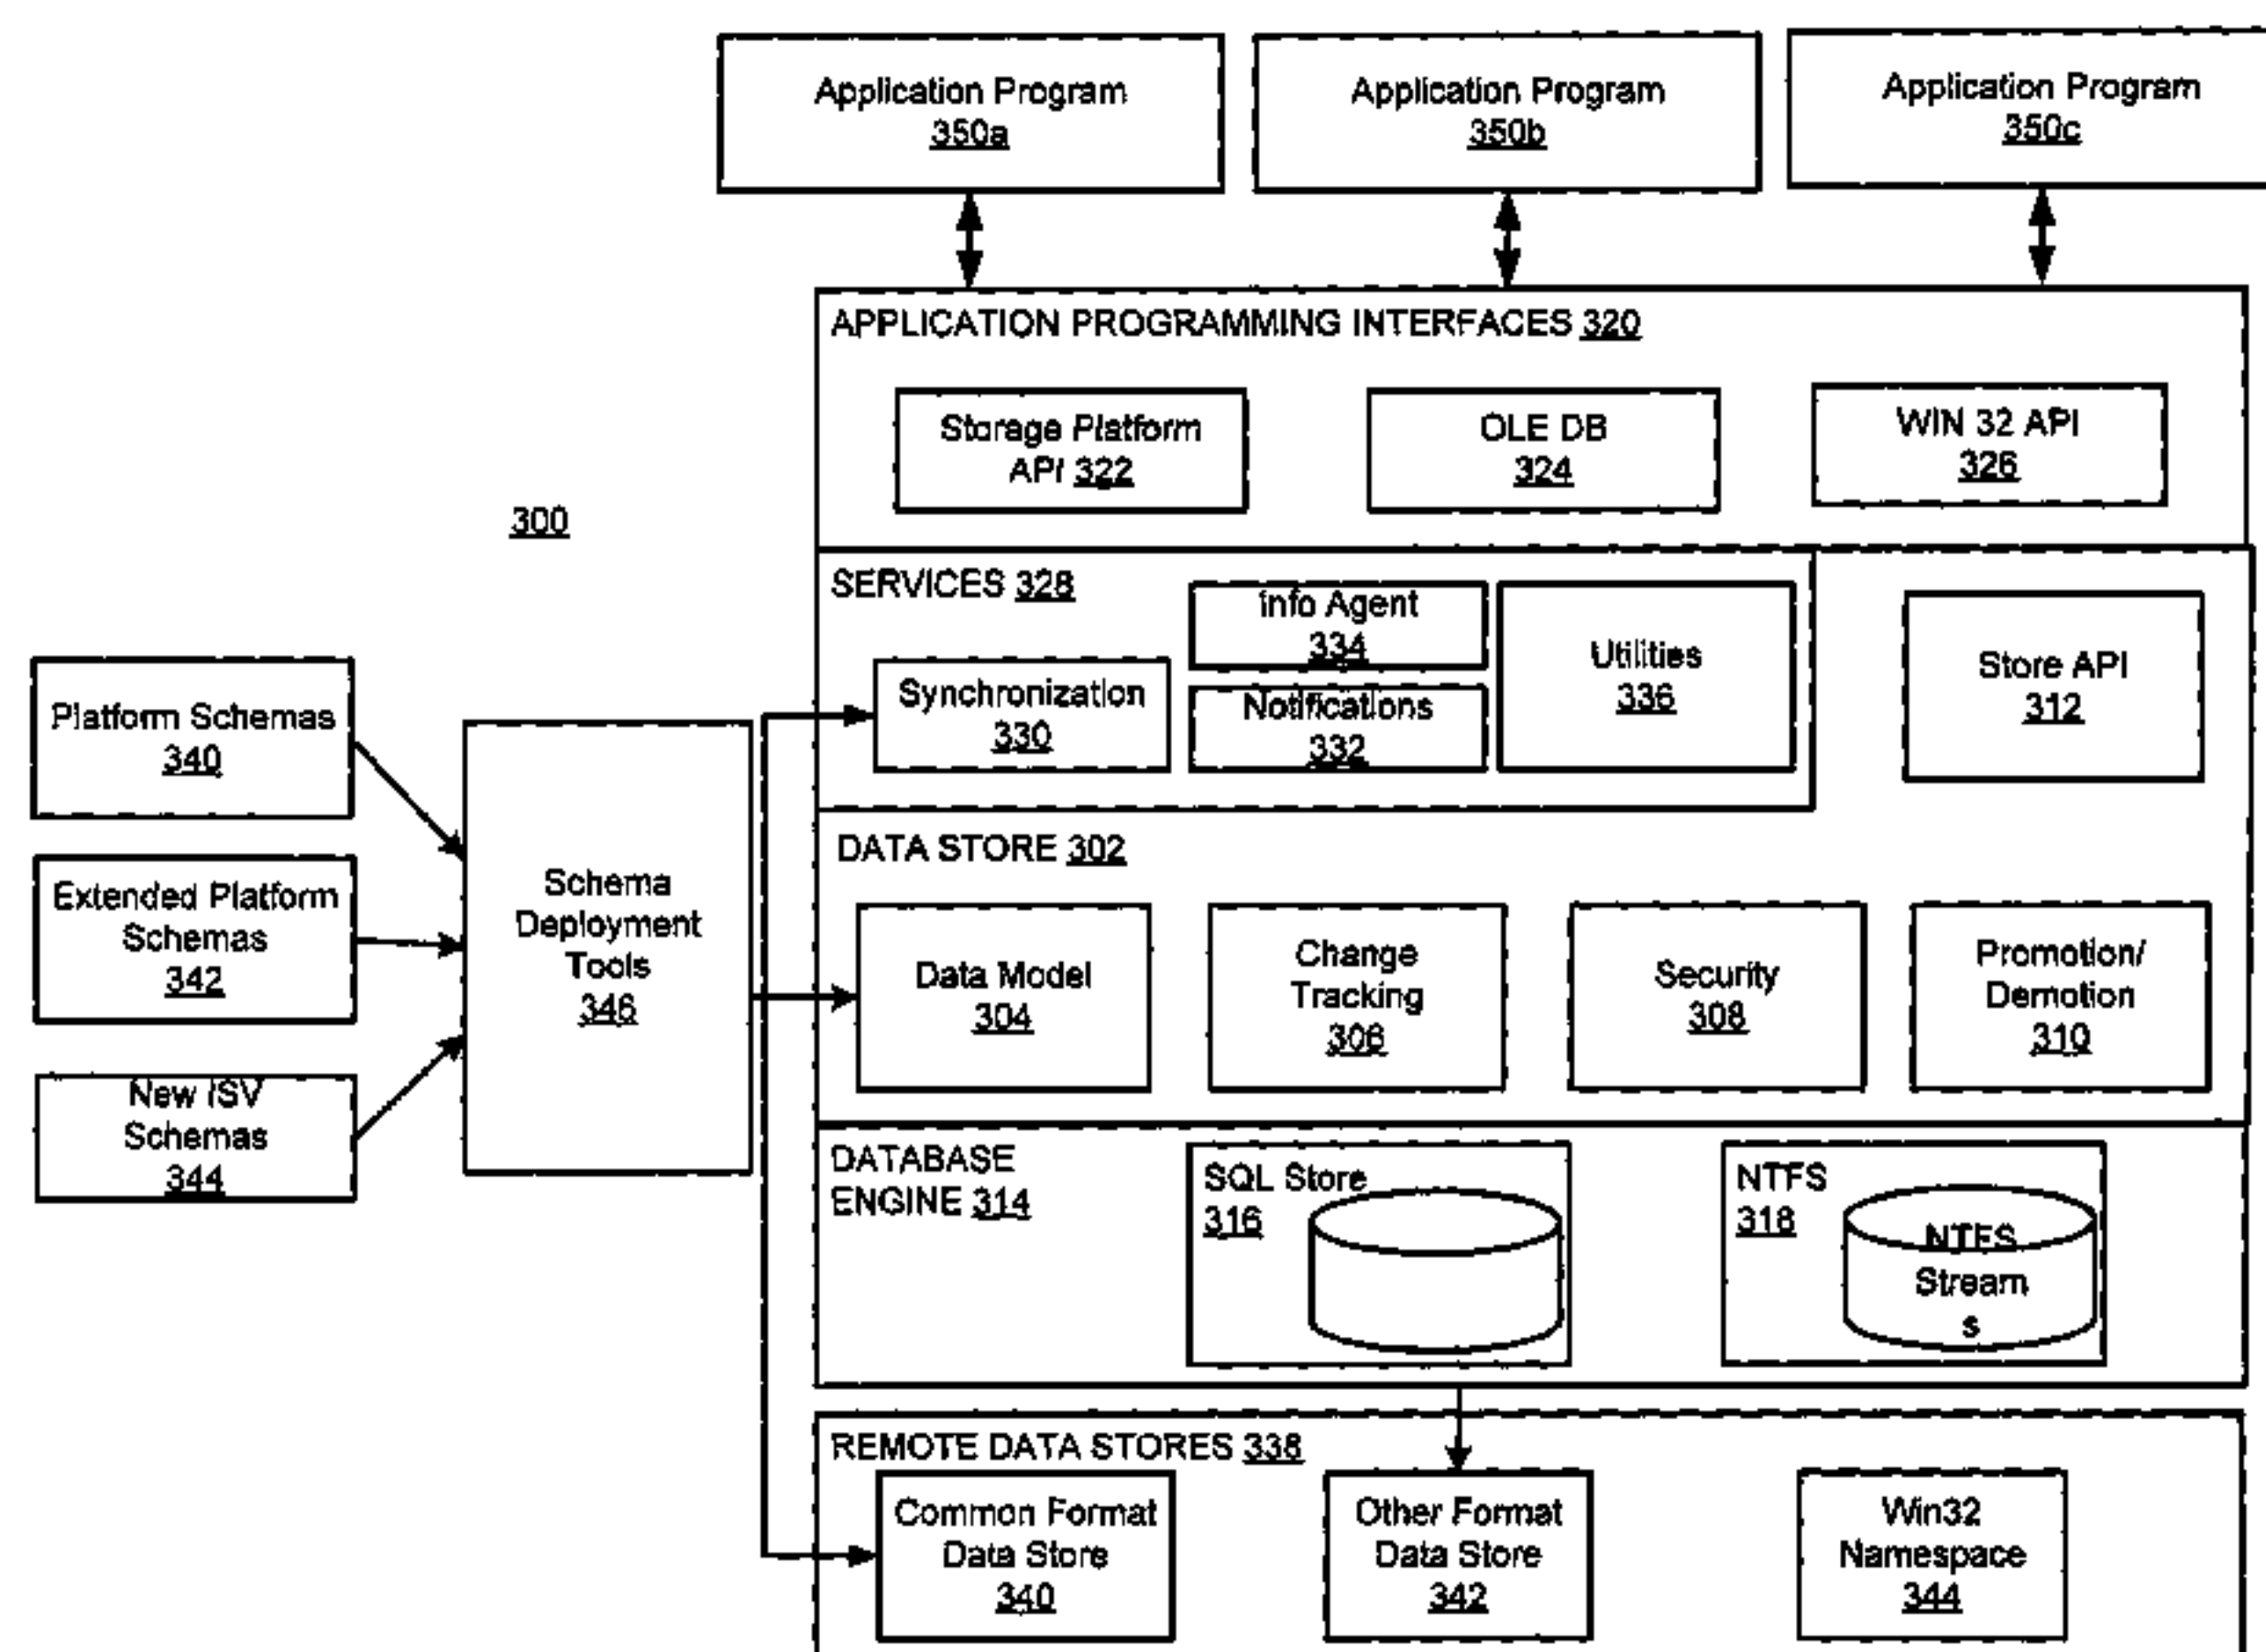 Application Program
350a
Application Program
350b
Application Program
350c
APPLICATION PROGRAMMING INTERFACES 320
Storage Platform
API 322
OLE DB
324
WIN 32 API
326
300
SERVICES 328
Info Agent
334
Utilities
336
Synchronization
330
Notifications
332
Store API
312
Platform Schemas
340
Extended Platform
Schemas
342
New ISV
Schemas
344
Schema
Deployment
Tools
346
DATA STORE 302
Data Model
304
Change
Tracking
306
Security
308
Promotion/
Demotion
310
DATABASE
ENGINE 314
SQL Store
316
NTFS
318
NTFS
Stream
s
REMOTE DATA STORES 338
Common Format
Data Store
340
Other Format
Data Store
342
Win32
Namespace
344